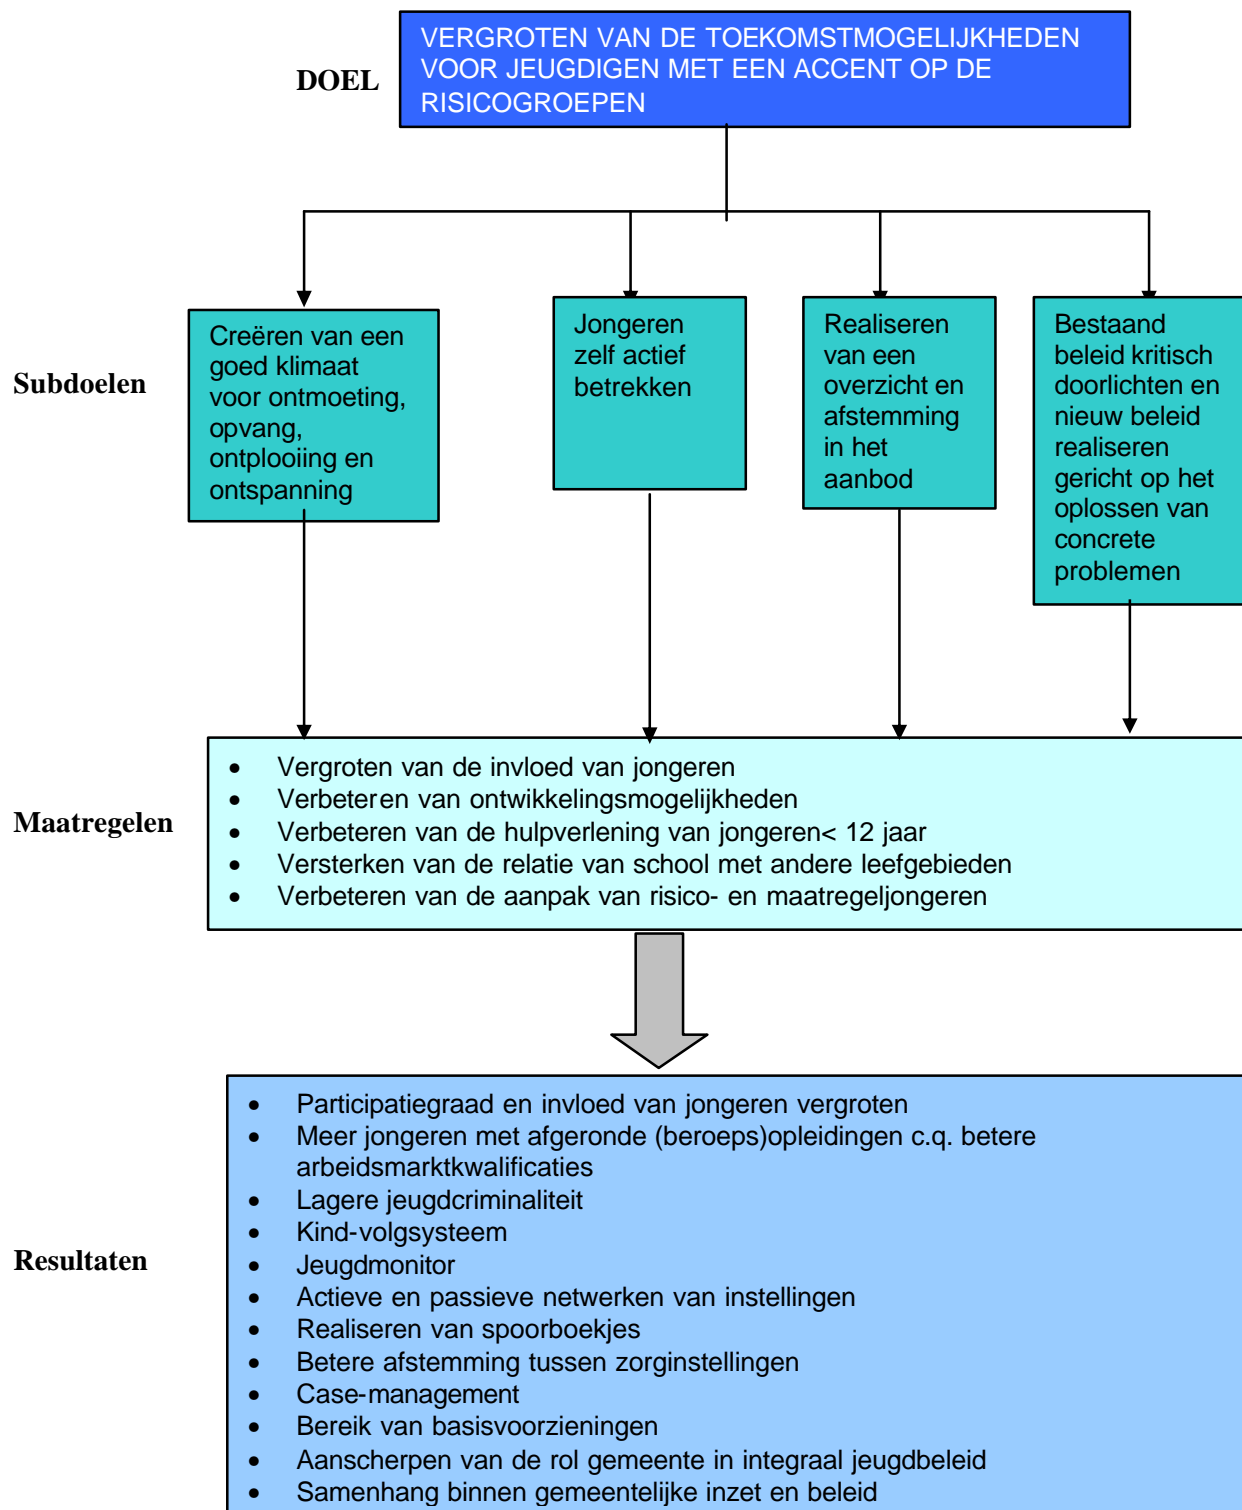 DOEL
VERGROTEN VAN DE TOEKOMSTMOGELIJKHEDEN
VOOR JEUGDIGEN MET EEN ACCENT OP DE
RISICOGROEPEN
Subdoelen
Creëren van een
goed klimaat
voor ontmoeting,
opvang,
ontplooiing en
ontspanning
Jongeren
zelf actief
betrekken
Realiseren
van een
overzicht en
afstemming
in het
aanbod
Bestaand
beleid kritisch
doorlichten en
nieuw beleid
realiseren
gericht op het
oplossen van
concrete
problemen
Maatregelen
• Vergroten van de invloed van jongeren
• Verbeteren van ontwikkelingsmogelijkheden
• Verbeteren van de hulpverlening van jongeren< 12 jaar
• Versterken van de relatie van school met andere leefgebieden
• Verbeteren van de aanpak van risico- en maatregeljongeren
Resultaten
• Participatiegraad en invloed van jongeren vergroten
• Meer jongeren met afgeronde (beroeps)opleidingen c.q. betere
arbeidsmarktkwalificaties
• Lagere jeugdcriminaliteit
• Kind-volgsysteem
• Jeugdmonitor
• Actieve en passieve netwerken van instellingen
• Realiseren van spoorboekjes
• Betere afstemming tussen zorginstellingen
• Case-management
• Bereik van basisvoorzieningen
• Aanscherpen van de rol gemeente in integraal jeugdbeleid
• Samenhang binnen gemeentelijke inzet en beleid